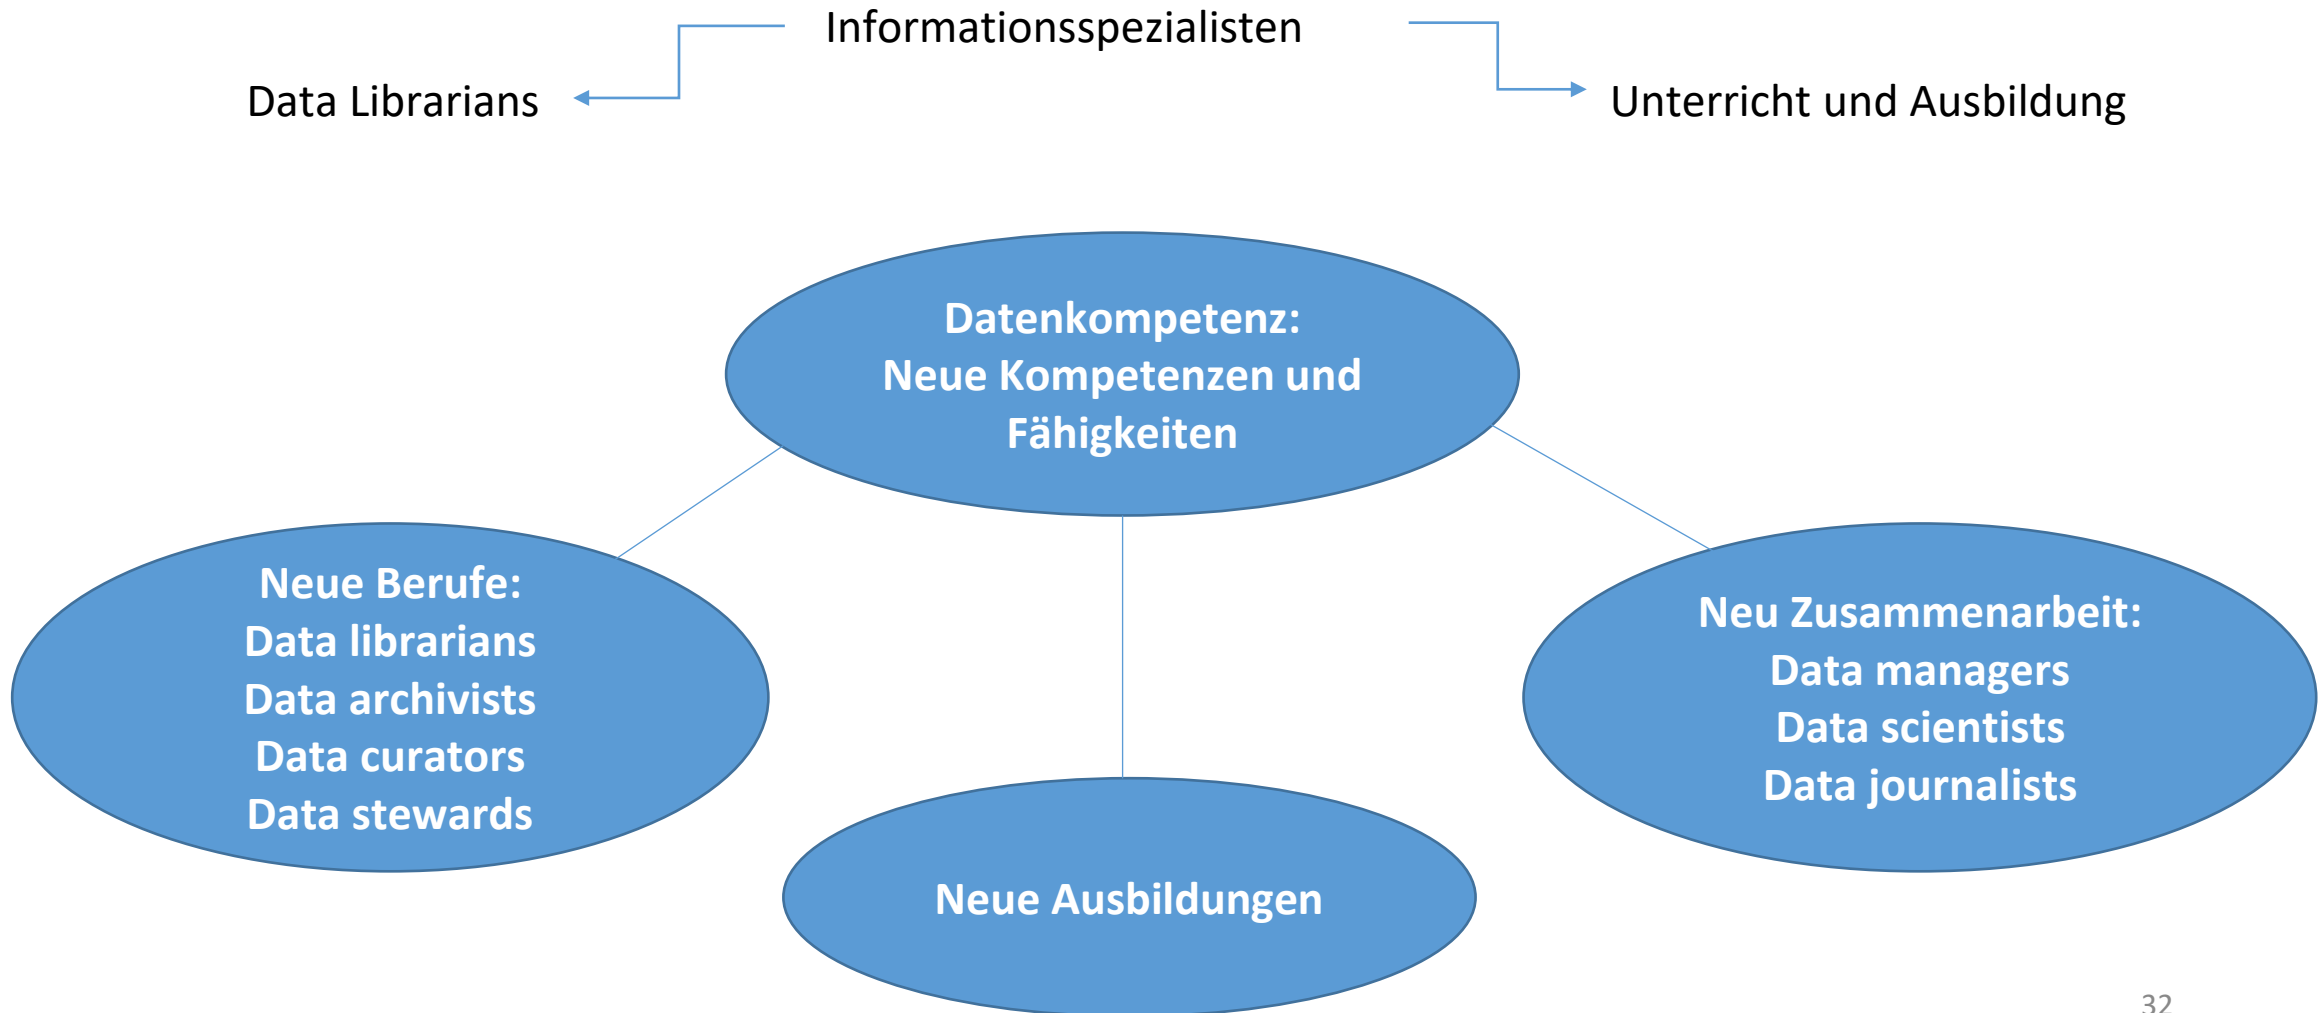 Informationsspezialisten
Data Librarians
Unterricht und Ausbildung
Datenkompetenz:
Neue Kompetenzen und
Fähigkeiten
Neue Berufe:
Data librarians
Data archivists
Data curators
Data stewards
Neu Zusammenarbeit:
Data managers
Data scientists
Data journalists
Neue Ausbildungen
32